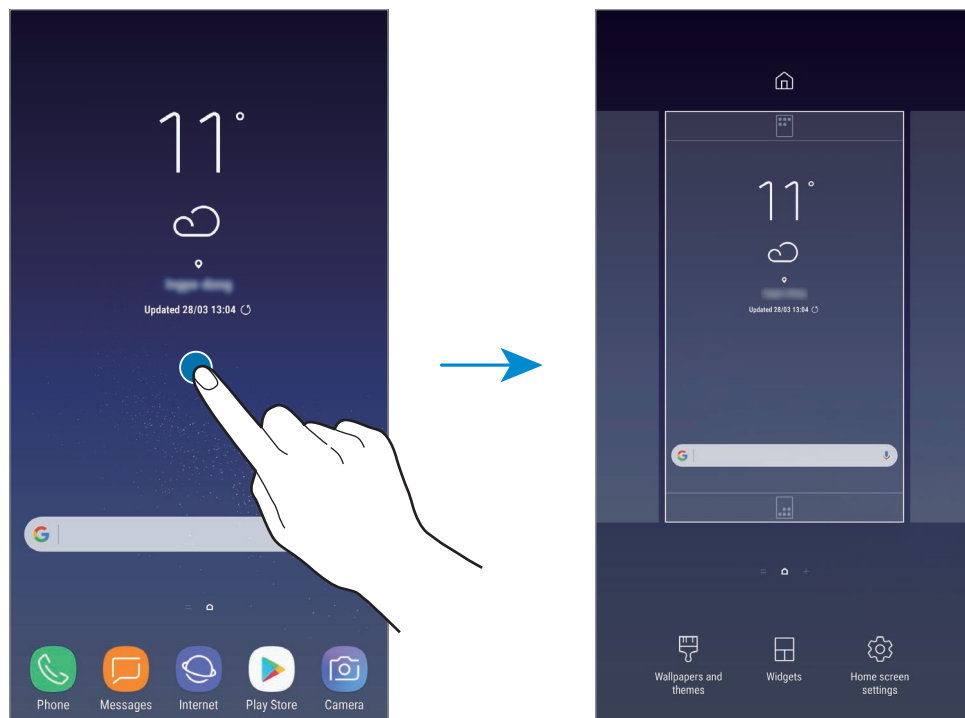 11°
Updated 28/03 13:04
G
Phone
Messages
Internet
Play Store
Camera
11°
Updated 28/03 13:04
G
Wallpapers and
themes
Widgets
Home screen
settings